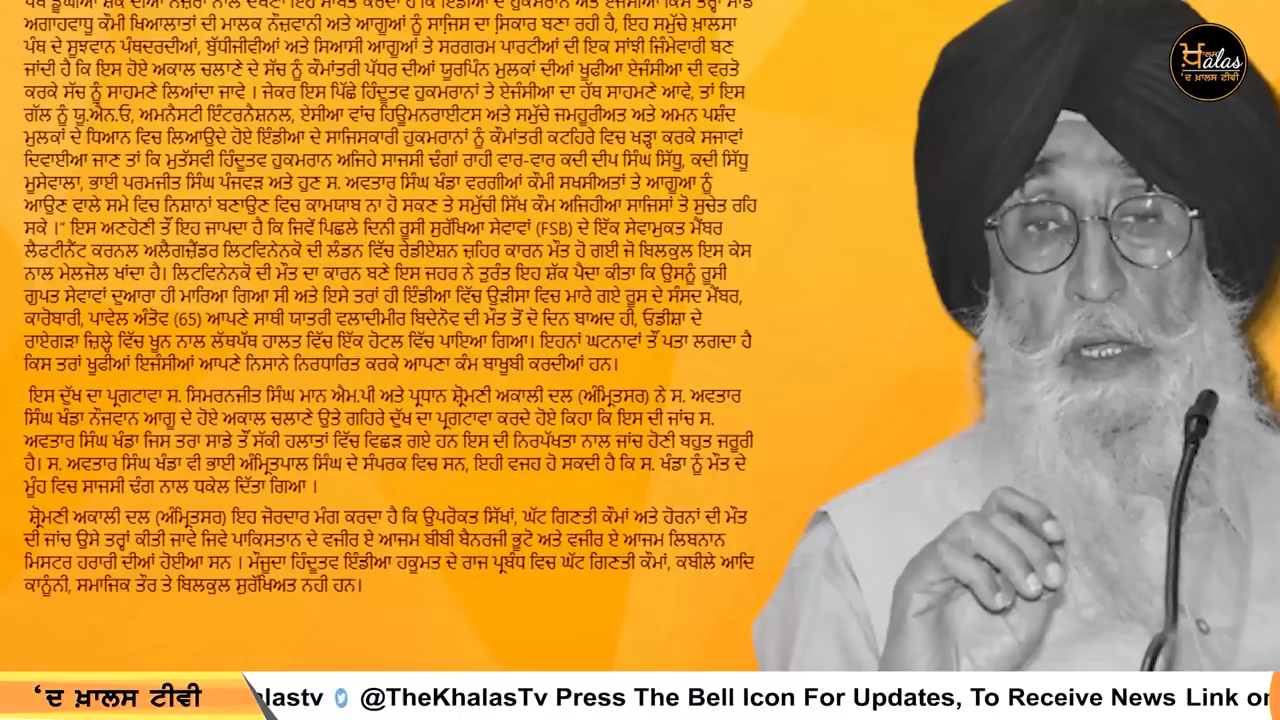 ਅਗਾਹਵਾਧੂ ਕੌਮੀ ਖਿਆਲਾਤਾਂ ਦੀ ਮਾਲਕ ਨੌਜ਼ਵਾਨੀ ਅਤੇ ਆਗੂਆਂ ਨੂੰ ਸਾਜਿ਼ਸ ਦਾ ਸਿ਼ਕਾਰ ਬਣਾ ਰਹੀ ਹੈ, ਇਹ ਸਮੁੱਚੇ ਖ਼ਾਲਸਾ
ਪੰਥ ਦੇ ਸੂਝਵਾਨ ਪੰਥਦਰਦੀਆਂ, ਬੁੱਧੀਜੀਵੀਆਂ ਅਤੇ ਸਿਆਸੀ ਆਗੂਆਂ ਤੇ ਸਰਗਰਮ ਪਾਰਟੀਆਂ ਦੀ ਇਕ ਸਾਂਝੀ ਜਿੰਮੇਵਾਰੀ ਬਣ
ਜਾਂਦੀ ਹੈ ਕਿ ਇਸ ਹੋਏ ਅਕਾਲ ਚਲਾਣੇ ਦੇ ਸੱਚ ਨੂੰ ਕੌਮਾਂਤਰੀ ਪੱਧਰ ਦੀਆਂ ਯੂਰਪਿੰਨ ਮੁਲਕਾਂ ਦੀਆਂ ਖੂਫੀਆ ਏਜੰਸੀਆ ਦੀ ਵਰਤੋ
ਕਰਕੇ ਸੱਚ ਨੂੰ ਸਾਹਮਣੇ ਲਿਆਂਦਾ ਜਾਵੇ । ਜੇਕਰ ਇਸ ਪਿੱਛੇ ਹਿੰਦੂਤਵ ਹੁਕਮਰਾਨਾਂ ਤੇ ਏਜੰਸੀਆ ਦਾ ਹੱਥ ਸਾਹਮਣੇ ਆਵੇ, ਤਾਂ ਇਸ
ਗੱਲ ਨੂੰ ਯੂ.ਐਨ.ਓ, ਅਮਨੈਸਟੀ ਇੰਟਰਨੈਸ਼ਨਲ, ਏਸੀਆ ਵਾਂਚ ਹਿਊਮਨਰਾਈਟਸ ਅਤੇ ਸਮੁੱਚੇ ਜਮਹੂਰੀਅਤ ਅਤੇ ਅਮਨ ਪਸ਼ੰਦ
ਮੁਲਕਾਂ ਦੇ ਧਿਆਨ ਵਿਚ ਲਿਆਉਦੇ ਹੋਏ ਇੰਡੀਆ ਦੇ ਸਾਜਿਸਕਾਰੀ ਹੁਕਮਰਾਨਾਂ ਨੂੰ ਕੌਮਾਂਤਰੀ ਕਟਹਿਰੇ ਵਿਚ ਖੜ੍ਹਾ ਕਰਕੇ ਸਜਾਵਾਂ
ਦਿਵਾਈਆ ਜਾਣ ਤਾਂ ਕਿ ਮੁਤੱਸਵੀ ਹਿੰਦੂਤਵ ਹੁਕਮਰਾਨ ਅਜਿਹੇ ਸਾਜਸੀ ਢੰਗਾਂ ਰਾਹੀ ਵਾਰ-ਵਾਰ ਕਦੀ ਦੀਪ ਸਿੰਘ ਸਿੱਧੂ, ਕਦੀ ਸਿੱਧੂ
ਮੂਸੇਵਾਲਾ, ਭਾਈ ਪਰਮਜੀਤ ਸਿੰਘ ਪੰਜਵੜ ਅਤੇ ਹੁਣ ਸ. ਅਵਤਾਰ ਸਿੰਘ ਖੰਡਾ ਵਰਗੀਆਂ ਕੌਮੀ ਸਖਸੀਅਤਾਂ ਤੇ ਆਗੂਆ ਨੂੰ
ਆਉਣ ਵਾਲੇ ਸਮੇ ਵਿਚ ਨਿਸ਼ਾਨਾਂ ਬਣਾਉਣ ਵਿਚ ਕਾਮਯਾਬ ਨਾ ਹੋ ਸਕਣ ਤੇ ਸਮੁੱਚੀ ਸਿੱਖ ਕੌਮ ਅਜਿਹੀਆ ਸਾਜਿਸਾਂ ਤੋ ਸੁਚੇਤ ਰਹਿ
ਸਕੇ ।” ਇਸ ਅਣਹੋਣੀ ਤੋਂ ਇਹ ਜਾਪਦਾ ਹੈ ਕਿ ਜਿਵੇਂ ਪਿਛਲੇ ਦਿਨੀ ਰੂਸੀ ਸੁਰੱਖਿਆ ਸੇਵਾਵਾਂ (FSB) ਦੇ ਇੱਕ ਸੇਵਾਮੁਕਤ ਮੈਂਬਰ
ਲੈਫਟੀਨੈਂਟ ਕਰਨਲ ਅਲੈਗਜ਼ੈਂਡਰ ਲਿਟਵਿਨੇਨਕੋ ਦੀ ਲੰਡਨ ਵਿੱਚ ਰੇਡੀਏਸ਼ਨ ਜ਼ਹਿਰ ਕਾਰਨ ਮੌਤ ਹੋ ਗਈ ਜੋ ਬਿਲਕੁਲ ਇਸ ਕੇਸ
ਨਾਲ ਮੇਲਜੋਲ ਖਾਂਦਾ ਹੈ। ਲਿਟਵਿਨੇਨਕੋ ਦੀ ਮੌਤ ਦਾ ਕਾਰਨ ਬਣੇ ਇਸ ਜਹਰ ਨੇ ਤੁਰੰਤ ਇਹ ਸ਼ੱਕ ਪੈਦਾ ਕੀਤਾ ਕਿ ਉਸਨੂੰ ਰੂਸੀ
ਗੁਪਤ ਸੇਵਾਵਾਂ ਦੁਆਰਾ ਹੀ ਮਾਰਿਆ ਗਿਆ ਸੀ ਅਤੇ ਇਸੇ ਤਰਾਂ ਹੀ ਇੰਡੀਆ ਵਿੱਚ ਉੜੀਸਾ ਵਿਚ ਮਾਰੇ ਗਏ ਰੂਸ ਦੇ ਸੰਸਦ ਮੈਂਬਰ,
ਕਾਰੋਬਾਰੀ, ਪਾਵੇਲ ਅੰਤੋਵ (65) ਆਪਣੇ ਸਾਥੀ ਯਾਤਰੀ ਵਲਾਦੀਮੀਰ ਬਿਦੇਨੋਵ ਦੀ ਮੌਤ ਤੋਂ ਦੋ ਦਿਨ ਬਾਅਦ ਹੀ, ਓਡੀਸ਼ਾ ਦੇ
ਰਾਏਗੜਾ ਜ਼ਿਲ੍ਹੇ ਵਿੱਚ ਖੂਨ ਨਾਲ ਲੱਥਪੱਥ ਹਾਲਤ ਵਿੱਚ ਇੱਕ ਹੋਟਲ ਵਿੱਚ ਪਾਇਆ ਗਿਆ। ਇਹਨਾਂ ਘਟਨਾਵਾਂ ਤੋਂ ਪਤਾ ਲਗਦਾ ਹੈ
ਕਿਸ ਤਰਾਂ ਖੂਫੀਆਂ ਇਜਂਸੀਆਂ ਆਪਣੇ ਨਿਸਾਨੇ ਨਿਰਧਾਰਿਤ ਕਰਕੇ ਆਪਣਾ ਕੰਮ ਬਾਖੂਬੀ ਕਰਦੀਆਂ ਹਨ।
ਇਸ ਦੁੱਖ ਦਾ ਪ੍ਰਗਟਾਵਾ ਸ. ਸਿਮਰਨਜੀਤ ਸਿੰਘ ਮਾਨ ਐਮ.ਪੀ ਅਤੇ ਪ੍ਰਧਾਨ ਸ਼੍ਰੋਮਣੀ ਅਕਾਲੀ ਦਲ (ਅੰਮ੍ਰਿਤਸਰ) ਨੇ ਸ. ਅਵਤਾਰ
ਸਿੰਘ ਖੰਡਾ ਨੌਜਵਾਨ ਆਗੂ ਦੇ ਹੋਏ ਅਕਾਲ ਚਲਾਣੇ ਉਤੇ ਗਹਿਰੇ ਦੁੱਖ ਦਾ ਪ੍ਰਗਟਾਵਾ ਕਰਦੇ ਹੋਏ ਕਿਹਾ ਕਿ ਇਸ ਦੀ ਜਾਂਚ ਸ.
ਅਵਤਾਰ ਸਿੰਘ ਖੰਡਾ ਜਿਸ ਤਰਾ ਸਾਡੇ ਤੋਂ ਸੱਕੀ ਹਲਾਤਾਂ ਵਿੱਚ ਵਿਛੜ ਗਏ ਹਨ ਇਸ ਦੀ ਨਿਰਪੱਖਤਾ ਨਾਲ ਜਾਂਚ ਹੋਣੀ ਬਹੁਤ ਜਰੂਰੀ
ਹੈ। ਸ. ਅਵਤਾਰ ਸਿੰਘ ਖੰਡਾ ਵੀ ਭਾਈ ਅੰਮ੍ਰਿਤਪਾਲ ਸਿੰਘ ਦੇ ਸੰਪਰਕ ਵਿਚ ਸਨ, ਇਹੀ ਵਜਹ ਹੋ ਸਕਦੀ ਹੈ ਕਿ ਸ. ਖੰਡਾ ਨੂੰ ਮੌਤ ਦੇ
ਮੂੰਹ ਵਿਚ ਸਾਜਸੀ ਢੰਗ ਨਾਲ ਧਕੇਲ ਦਿੱਤਾ ਗਿਆ ।
ਸ਼੍ਰੋਮਣੀ ਅਕਾਲੀ ਦਲ (ਅੰਮ੍ਰਿਤਸਰ) ਇਹ ਜੋਰਦਾਰ ਮੰਗ ਕਰਦਾ ਹੈ ਕਿ ਉਪਰੋਕਤ ਸਿੱਖਾਂ, ਘੱਟ ਗਿਣਤੀ ਕੌਮਾਂ ਅਤੇ ਹੋਰਨਾਂ ਦੀ ਮੌਤ
ਦੀ ਜਾਂਚ ਉਸੇ ਤਰ੍ਹਾਂ ਕੀਤੀ ਜਾਵੇ ਜਿਵੇ ਪਾਕਿਸਤਾਨ ਦੇ ਵਜੀਰ ਏ ਆਜਮ ਬੀਬੀ ਬੈਨਰਜੀ ਭੂਟੋ ਅਤੇ ਵਜੀਰ ਏ ਆਜਮ ਲਿਬਨਾਨ
ਮਿਸਟਰ ਹਰਾਰੀ ਦੀਆਂ ਹੋਈਆ ਸਨ । ਮੌਜੂਦਾ ਹਿੰਦੂਤਵ ਇੰਡੀਆ ਹਕੂਮਤ ਦੇ ਰਾਜ ਪ੍ਰਬੰਧ ਵਿਚ ਘੱਟ ਗਿਣਤੀ ਕੌਮਾਂ, ਕਬੀਲੇ ਆਦਿ
ਕਾਨੂੰਨੀ, ਸਮਾਜਿਕ ਤੌਰ ਤੇ ਬਿਲਕੁਲ ਸੁਰੱਖਿਅਤ ਨਹੀ ਹਨ।
ਖ਼ਾਲਸ
alas
'ਦ ਖ਼ਾਲਸ ਟੀਵੀ
‘ਦ ਖ਼ਾਲਸ ਟੀਵੀ
alastv @TheKhalasTv Press The Bell Icon For Updates, To Receive News Link on